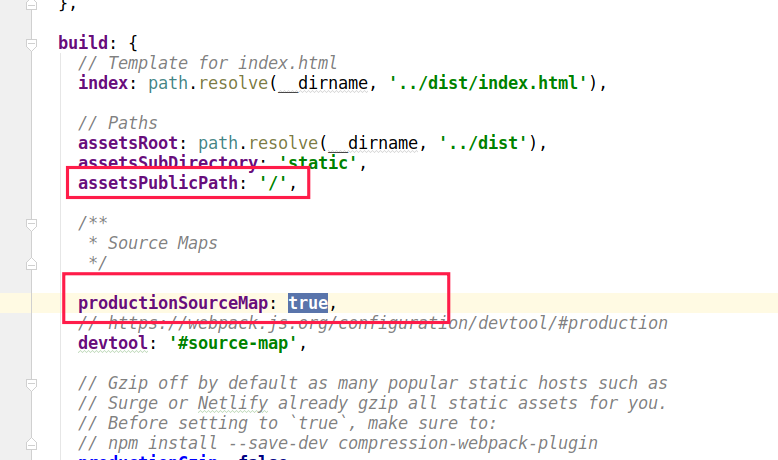 },
build: {
// Template for index.html
index: path.resolve(__dirname, '../dist/index.html'),
// Paths
assetsRoot: path.resolve(__dirname, '../dist'),
assetsSubDirectory: 'static',
assetsPublicPath: '/',
/**
* Source Maps
*/
productionSourceMap: true,
// https://webpack.js.org/configuration/devtool/#production
devtool: '#source-map',
// Gzip off by default as many popular static hosts such as
// Surge or Netlify already gzip all static assets for you.
// Before setting to `true`, make sure to:
// npm install --save-dev compression-webpack-plugin
productionGzip: false,